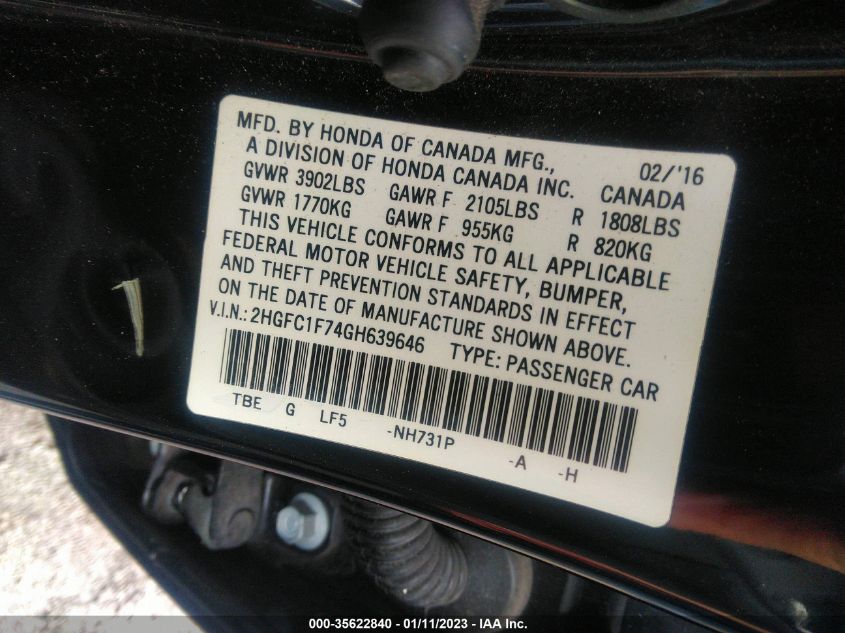 MFD. BY HONDA OF CANADA MFG., 02/'16
A DIVISION OF HONDA CANADA INC. CANADA
GVWR 3902LBS GAWR F 2105LBS R 1808LBS
GVWR 1770KG GAWR F 955KG R 820KG
THIS VEHICLE CONFORMS TO ALL APPLICABLE
FEDERAL MOTOR VEHICLE SAFETY, BUMPER,
AND THEFT PREVENTION STANDARDS IN EFFECT
ON THE DATE OF MANUFACTURE SHOWN ABOVE.
V.I.N.: 2HGFC1F74GH639646 TYPE: PASSENGER CAR
TBE G LF5 -NH731P -A -H
000-35622840 - 01/11/2023 - IAA Inc.